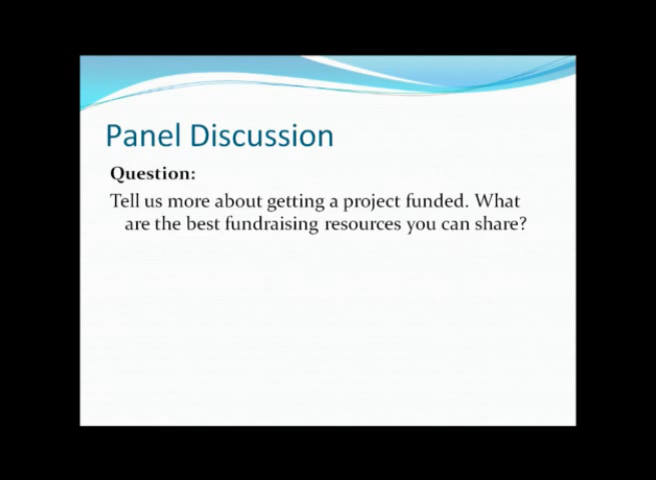 Panel Discussion
Question:
Tell us more about getting a project funded. What
are the best fundraising resources you can share?